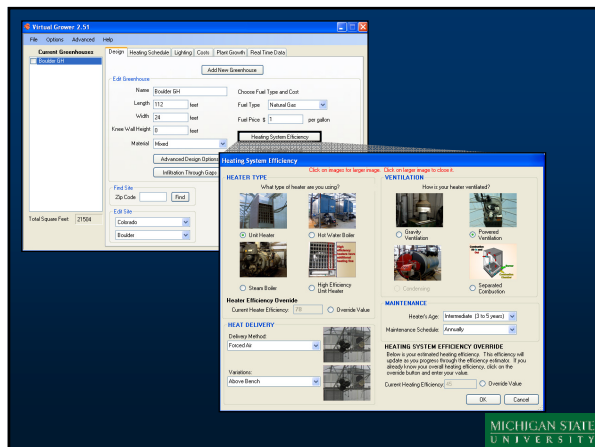 Virtual Grower 2.51
File Options Advanced Help
Current Greenhouses
Boulder GH
Total Square Feet 21504
Design Heating Schedule Lighting Costs Plant Growth Real Time Data
Add New Greenhouse
Edit Greenhouse
Name Boulder GH
Length 112 feet
Width 24 feet
Knee Wall Height 8 feet
Material Mixed
Advanced Design Options
Infiltration Through Gaps
Choose Fuel Type and Cost
Fuel Type Natural Gas
Fuel Price $ 1 per gallon
Heating System Efficiency
Find Site
Zip Code Find
Edit Site
Colorado
Boulder
Heating System Efficiency
Click on images for larger image. Click on larger image to close it.
HEATER TYPE
What type of heater are you using?
Unit Heater
Hot Water Boiler
Steam Boiler
High Efficiency Unit Heater
Heater Efficiency Override
Current Heater Efficiency: 78 Override Value
HEAT DELIVERY
Delivery Method:
Forced Air
Variations:
Above Bench
VENTILATION
How is your heater ventilated?
Gravity Ventilation
Powered Ventilation
Condensing
Separated Combustion
MAINTENANCE
Heater's Age: Intermediate (3 to 5 years)
Maintenance Schedule: Annually
HEATING SYSTEM EFFICIENCY OVERRIDE
Below is your estimated heating efficiency. This efficiency will
update as you progress through the efficiency estimator. If you
already know your overall heating efficiency, click on the
override button and enter your value.
Current Heating Efficiency: Override Value
OK Cancel
MICHIGAN STATE
UNIVERSITY